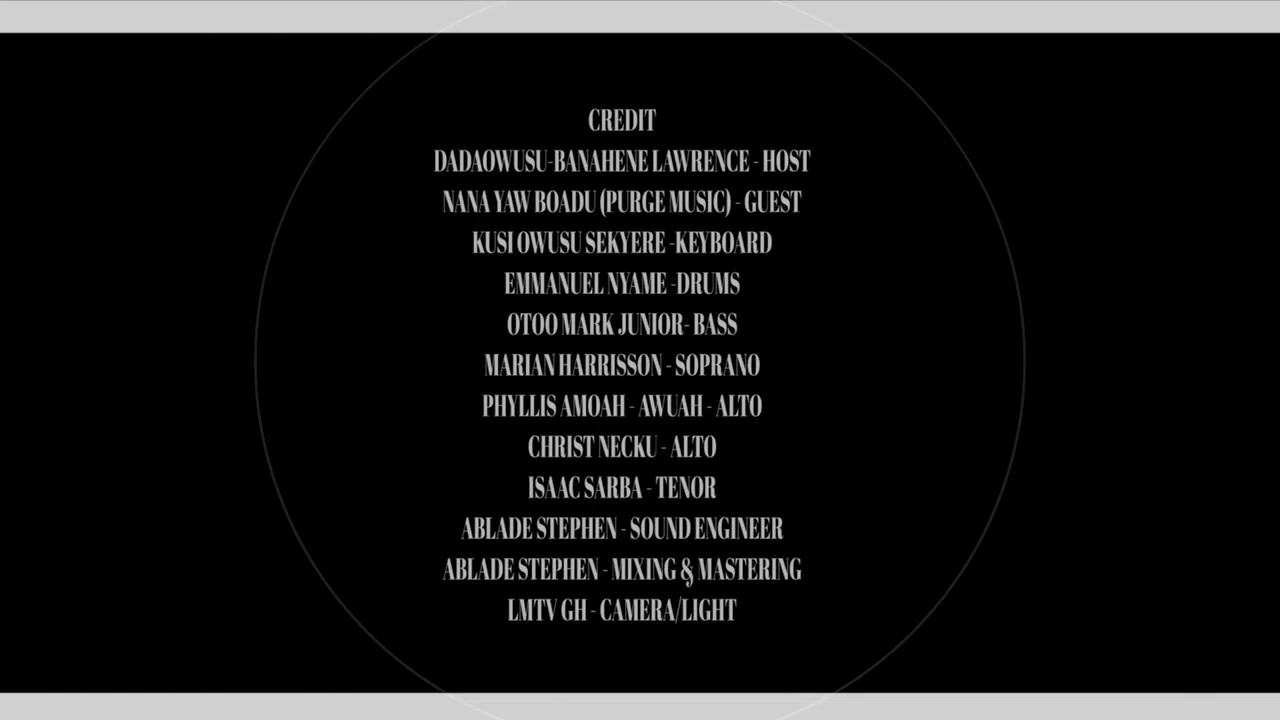 CREDIT
DADAOWUSU-BANAHENE LAWRENCE - HOST
NANA YAW BOADU (PURGE MUSIC) - GUEST
KUSI OWUSU SEKYERE -KEYBOARD
EMMANUEL NYAME -DRUMS
OTOO MARK JUNIOR- BASS
MARIAN HARRISSON - SOPRANO
PHYLLIS AMOAH - AWUAH - ALTO
CHRIST NECKU - ALTO
ISAAC SARBA - TENOR
ABLADE STEPHEN - SOUND ENGINEER
ABLADE STEPHEN - MIXING & MASTERING
LMTV GH - CAMERA/LIGHT